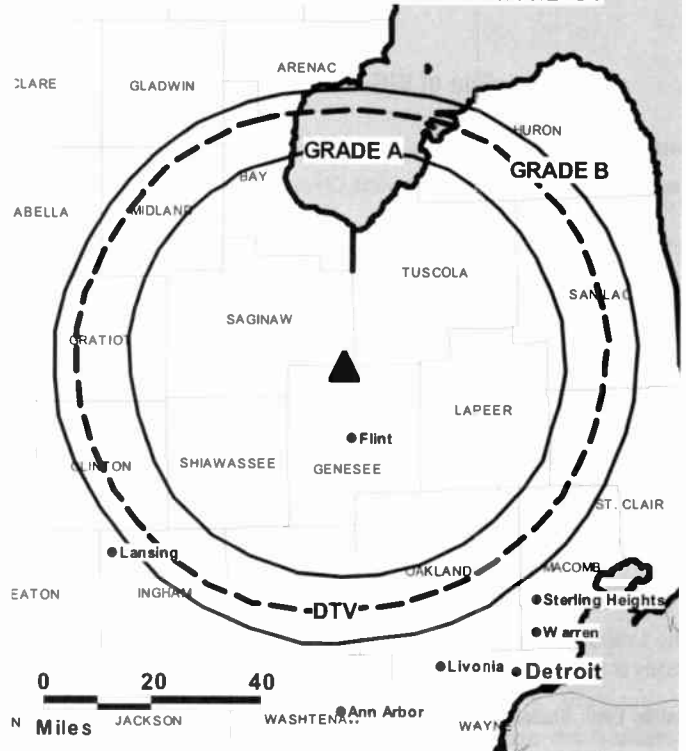 ARENAC
CLARE
GLADWIN
HURON
GRADE A
GRADE B
BAY
ABELLA
MIDLAND
TUSCOLA
SANILAC
SAGINAW
GRATIOT
LAPEER
Flint
CLINTON
SHIAWASSEE
GENESEE
ST. CLAIR
Lansing
OAKLAND
MACOMB
EATON
INGHAM
Sterling Heights
DTV
Warren
Livonia
Detroit
0 20 40
Miles
N
JACKSON
WASHTENAW
Ann Arbor
WAYNE